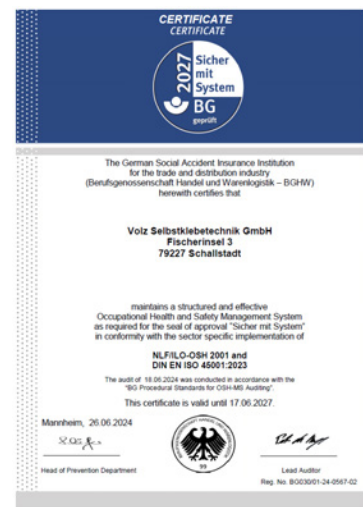 CERTIFICATE
CERTIFICATE
2027
Sicher
mit
System
BG
geprüft
The German Social Accident Insurance Institution
for the trade and distribution industry
(Berufsgenossenschaft Handel und Warenlogistik – BGHW)
herewith certifies that
Volz Selbstklebetechnik GmbH
Fischerinsel 3
79227 Schallstadt
maintains a structured and effective
Occupational Health and Safety Management System
as required for the seal of approval "Sicher mit System"
in conformity with the sector specific implementation of
NLF/ILO-OSH 2001 and
DIN EN ISO 45001:2023
The audit of 18.06.2024 was conducted in accordance with the
"BG Procedural Standards for OSH-MS Auditing".
This certificate is valid until 17.06.2027.
Mannheim, 26.06.2024
99
Head of Prevention Department
Lead Auditor
Reg. No. BG030/01-24-0567-02